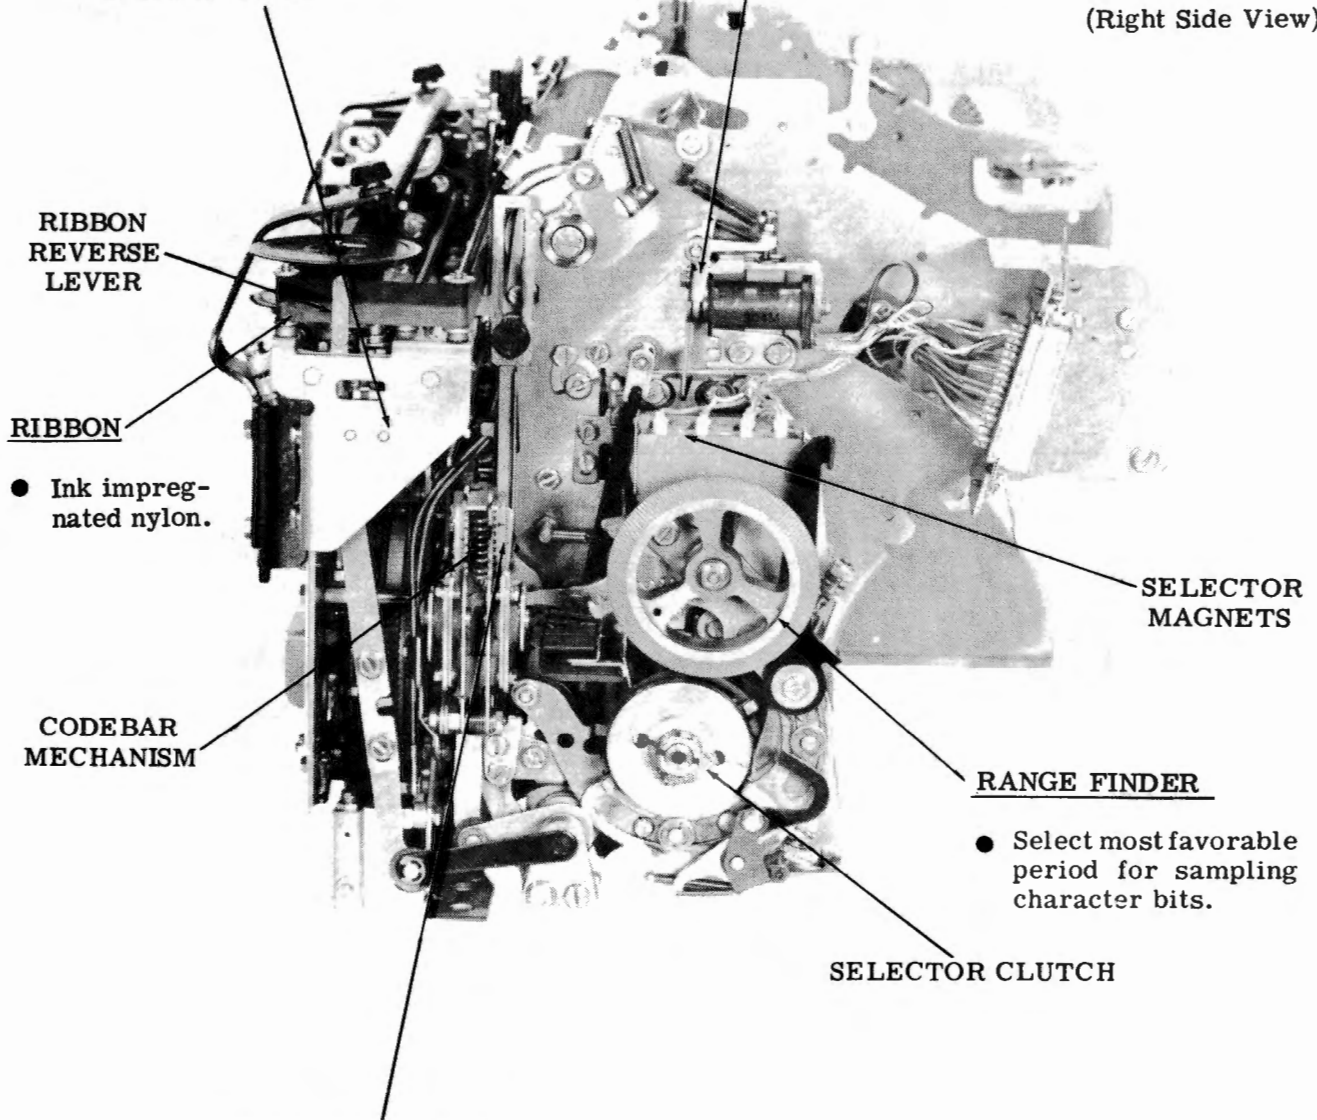 (Right Side View)
RIBBON
REVERSE
LEVER
RIBBON
● Ink impreg-
nated nylon.
SELECTOR
MAGNETS
CODEBAR
MECHANISM
RANGE FINDER
● Select most favorable
period for sampling
character bits.
SELECTOR CLUTCH